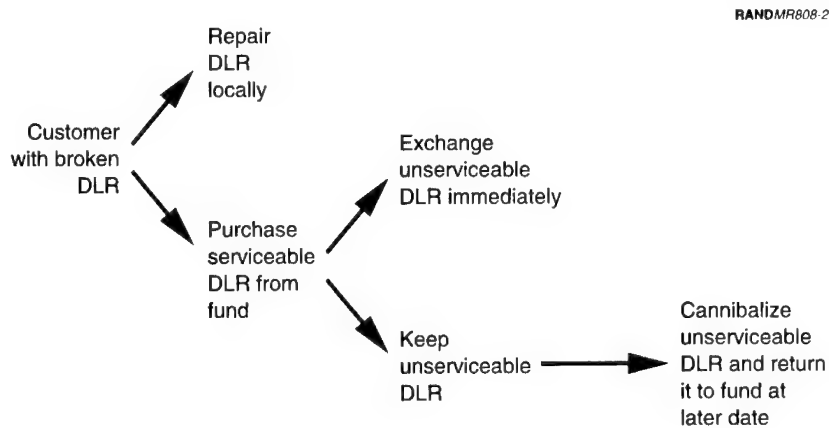 RANDMR808-2
Repair
DLR
locally
Customer
with broken
DLR
Exchange
unserviceable
DLR immediately
Purchase
serviceable
DLR from
fund
Keep
unserviceable
DLR
Cannibalize
unserviceable
DLR and return
it to fund at
later date